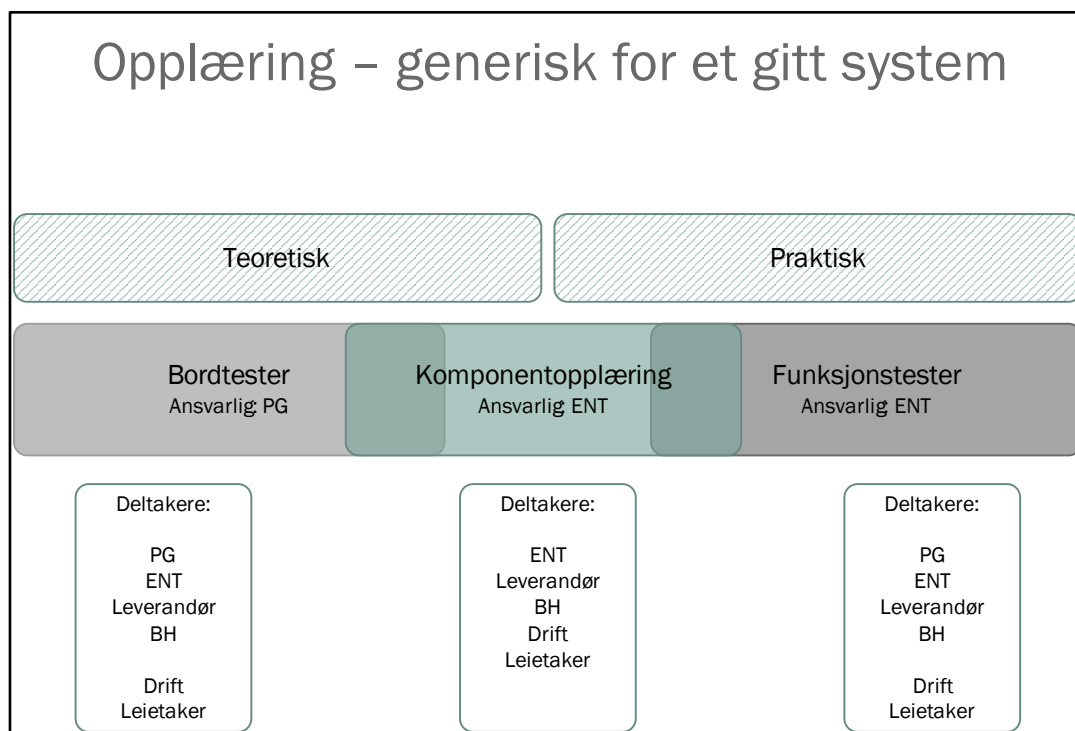 Opplæring – generisk for et gitt system
Teoretisk
Praktisk
Bordtester
Ansvarlig PG
Komponentopplæring
Ansvarlig ENT
Funksjonstester
Ansvarlig ENT
Deltakere:
PG
ENT
Leverandør
BH
Drift
Leietaker
Deltakere:
ENT
Leverandør
BH
Drift
Leietaker
Deltakere:
PG
ENT
Leverandør
BH
Drift
Leietaker